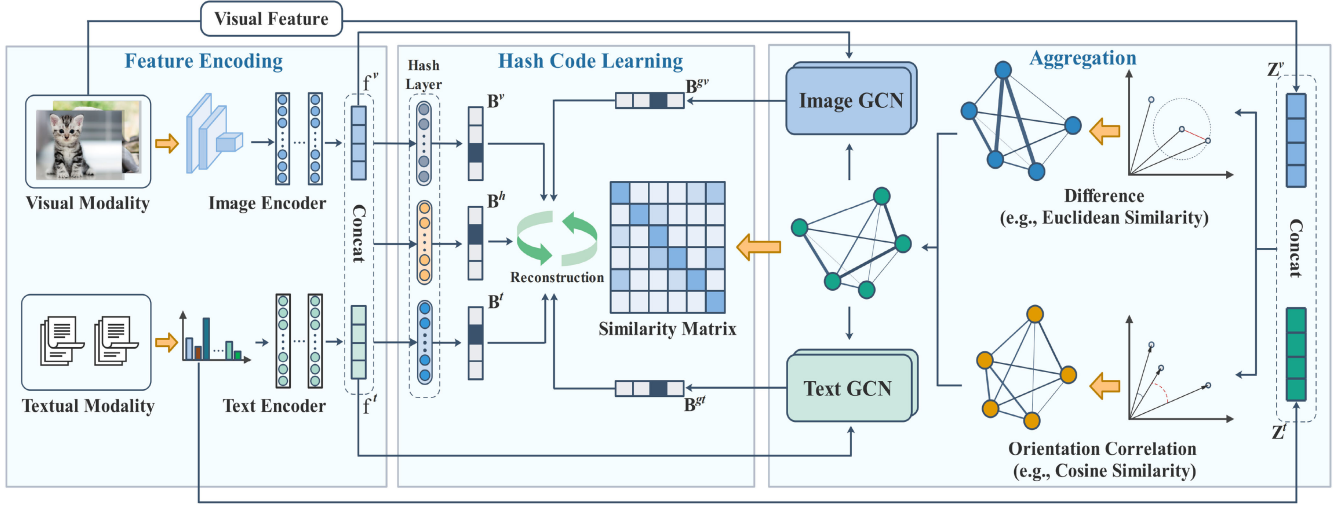 Visual Feature
Feature Encoding
Hash Code Learning
Aggregation
f v
Hash
Layer
B v
B gv
Image GCN
Z v
Visual Modality
Image Encoder
Concat
B h
Reconstruction
Similarity Matrix
Difference
(e.g., Euclidean Similarity)
Concat
B t
Textual Modality
Text Encoder
f t
B gt
Text GCN
Z t
Orientation Correlation
(e.g., Cosine Similarity)